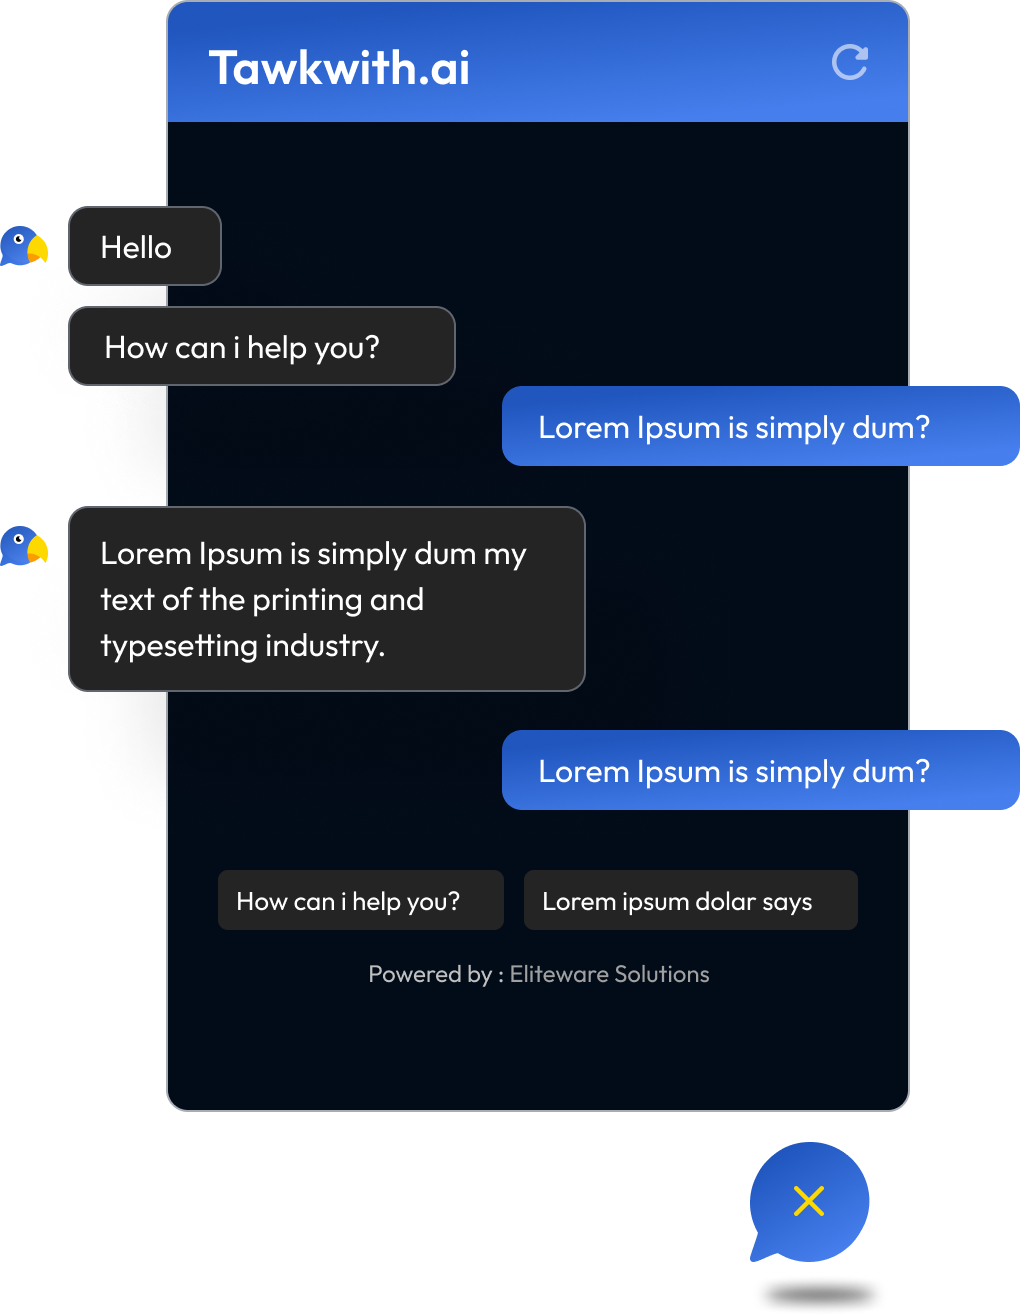 Tawkwith.ai
Hello
How can i help you?
Lorem Ipsum is simply dum?
Lorem Ipsum is simply dum my
text of the printing and
typesetting industry.
Lorem Ipsum is simply dum?
How can i help you?
Lorem ipsum dolar says
Powered by : Eliteware Solutions